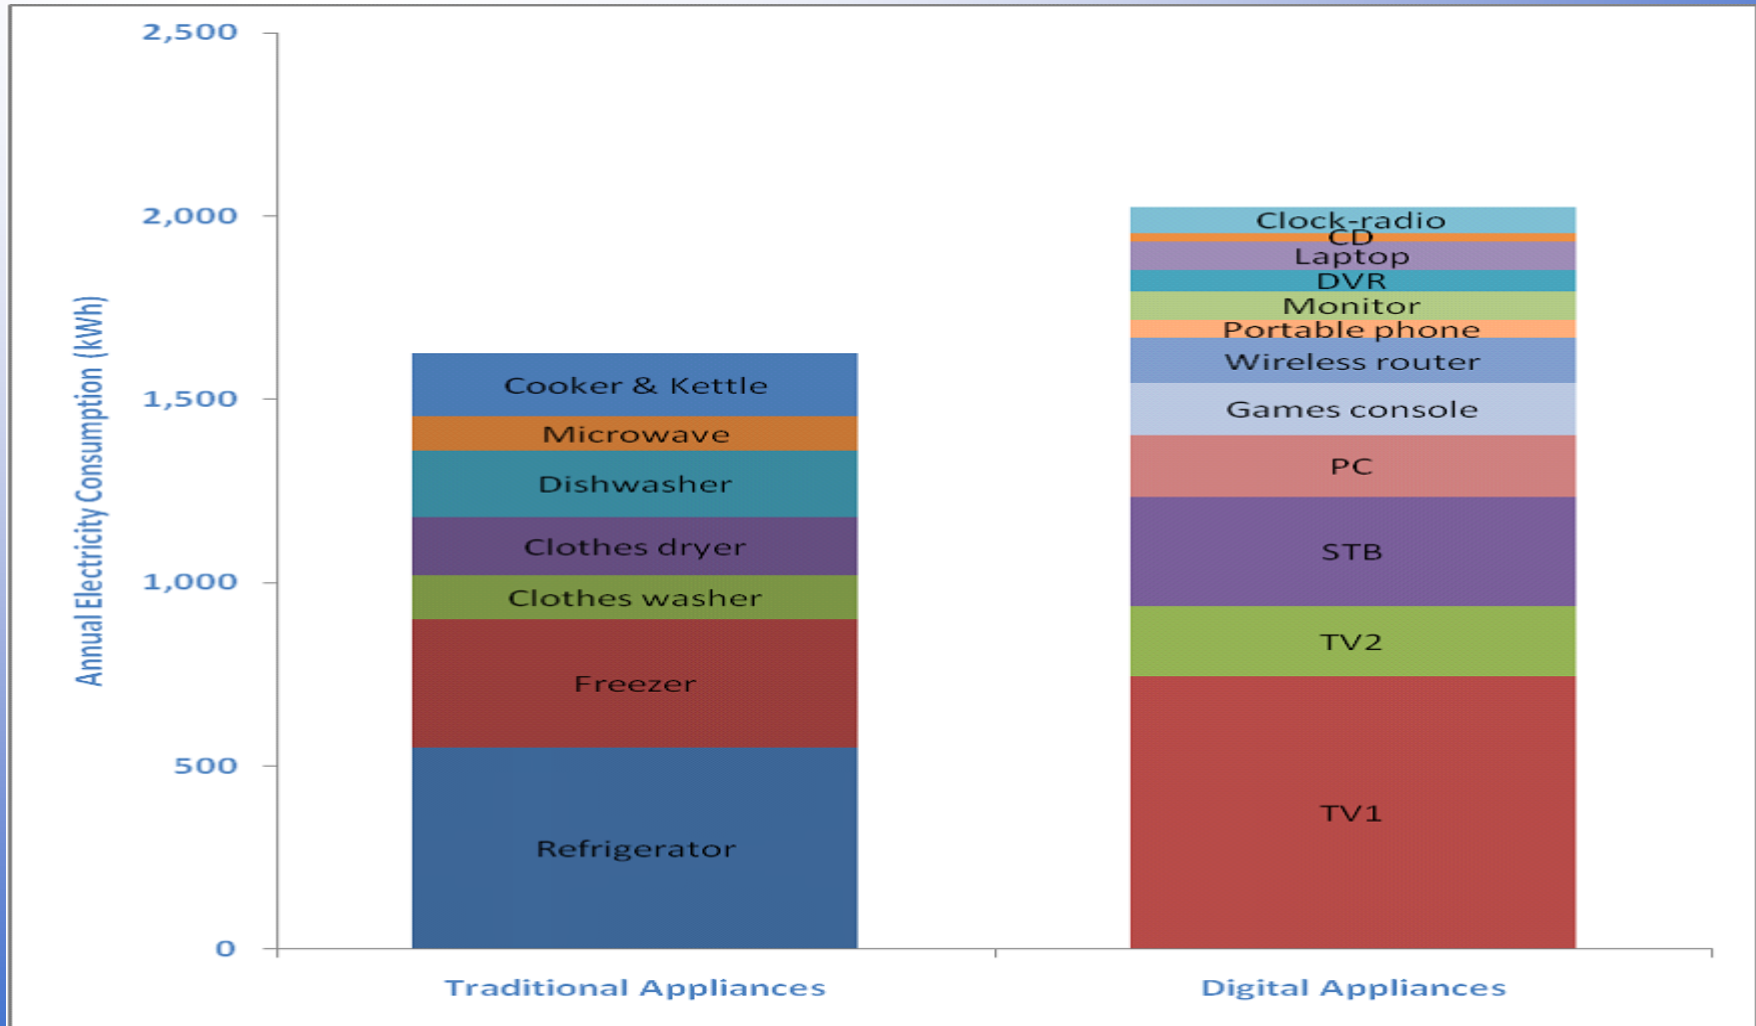 2,500
2,000
1,500
1,000
500
0
Annual Electricity Consumption (kWh)
Cooker & Kettle
Microwave
Dishwasher
Clothes dryer
Clothes washer
Freezer
Refrigerator
Traditional Appliances
Clock-radio
CD
Laptop
DVR
Monitor
Portable phone
Wireless router
Games console
PC
STB
TV2
TV1
Digital Appliances